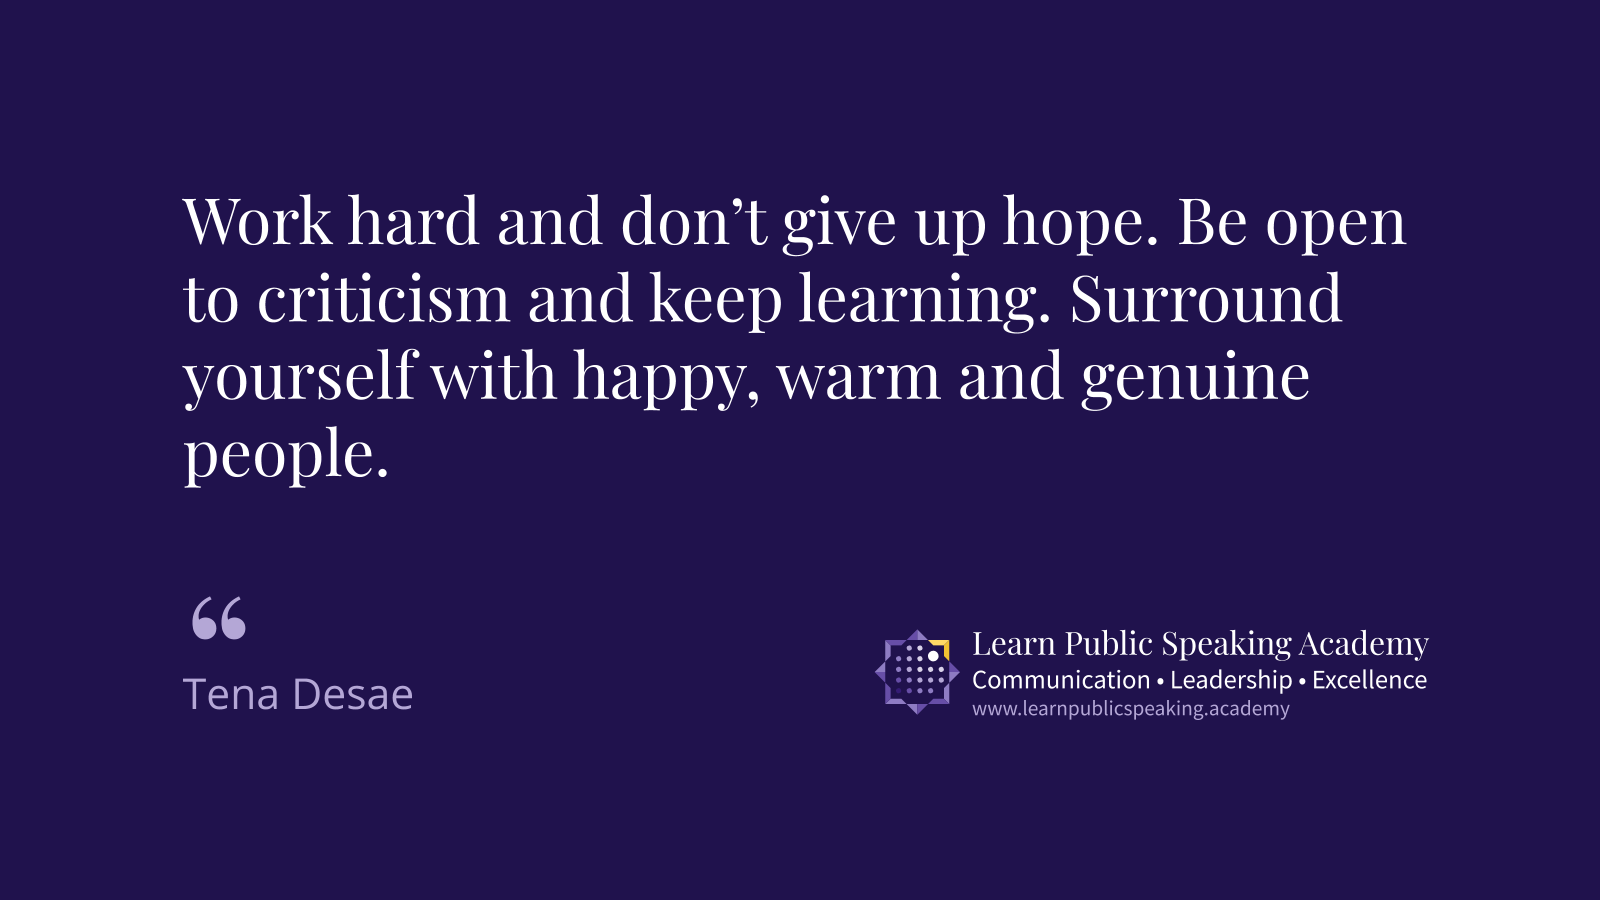 Work hard and don’t give up hope. Be open
to criticism and keep learning. Surround
yourself with happy, warm and genuine
people.
“
Tena Desae
Learn Public Speaking Academy
Communication • Leadership • Excellence
www.learnpublicspeaking.academy